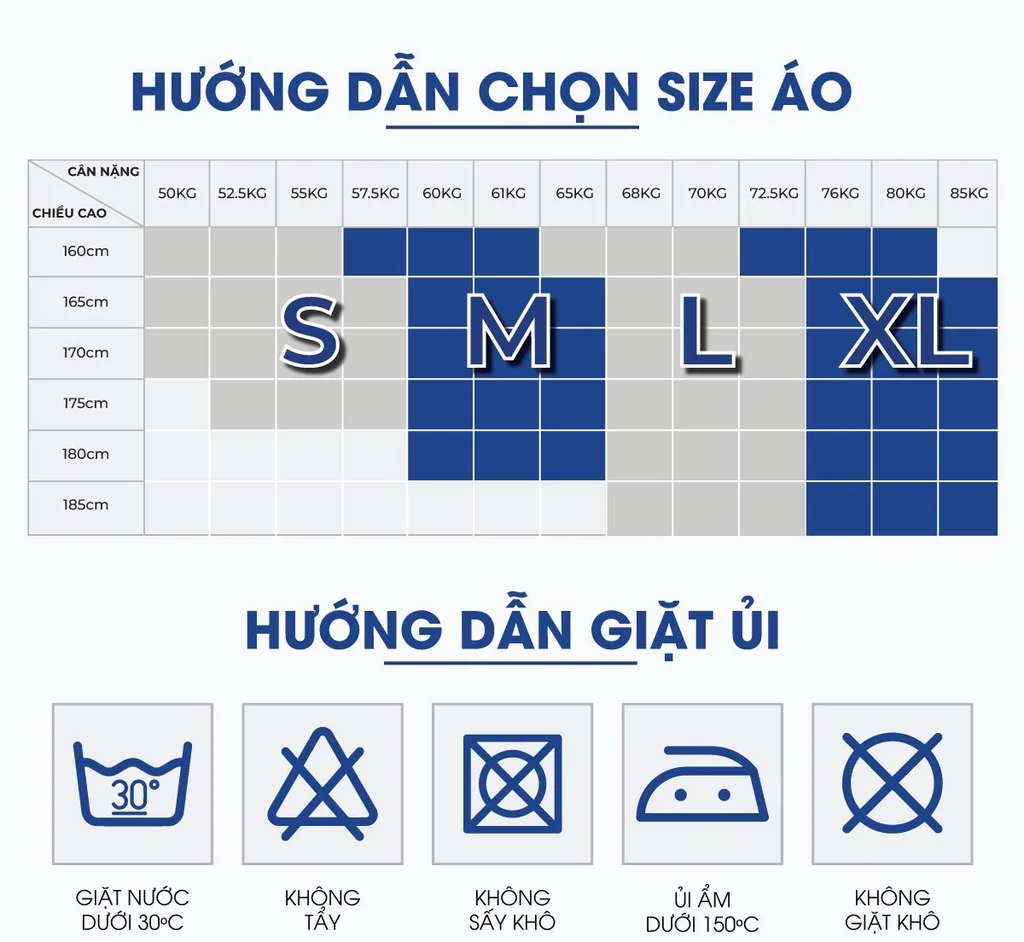 HƯỚNG DẪN CHỌN SIZE ÁO
CÂN NẶNG
CHIỀU CAO
50KG 52.5KG 55KG 57.5KG 60KG 61KG 65KG 68KG 70KG 72.5KG 76KG 80KG 85KG
160cm
165cm
170cm
S M L XL
175cm
180cm
185cm
HƯỚNG DẪN GIẶT ỦI
30°
GIẶT NƯỚC
DƯỚI 30ºC
KHÔNG
TẨY
KHÔNG
SẤY KHÔ
ỦI ẨM
DƯỚI 150ºC
KHÔNG
GIẶT KHÔ